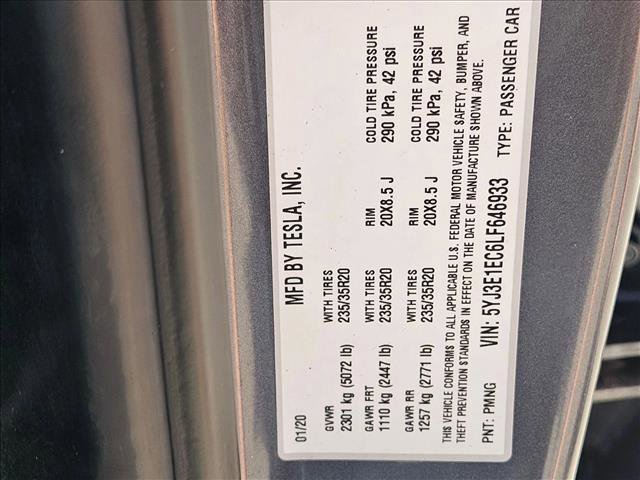 MFD BY TESLA, INC.
01/20
GVWR WITH TIRES
2301 kg (5072 lb) 235/35R20
GAWR FRT WITH TIRES RIM COLD TIRE PRESSURE
1110 kg (2447 lb) 235/35R20 20X8.5 J 290 kPa, 42 psi
GAWR RR WITH TIRES RIM COLD TIRE PRESSURE
1257 kg (2771 lb) 235/35R20 20X8.5 J 290 kPa, 42 psi
THIS VEHICLE CONFORMS TO ALL APPLICABLE U.S. FEDERAL MOTOR VEHICLE SAFETY, BUMPER, AND
THEFT PREVENTION STANDARDS IN EFFECT ON THE DATE OF MANUFACTURE SHOWN ABOVE.
PNT: PMNG VIN: 5YJ3E1EC6LF646933 TYPE: PASSENGER CAR